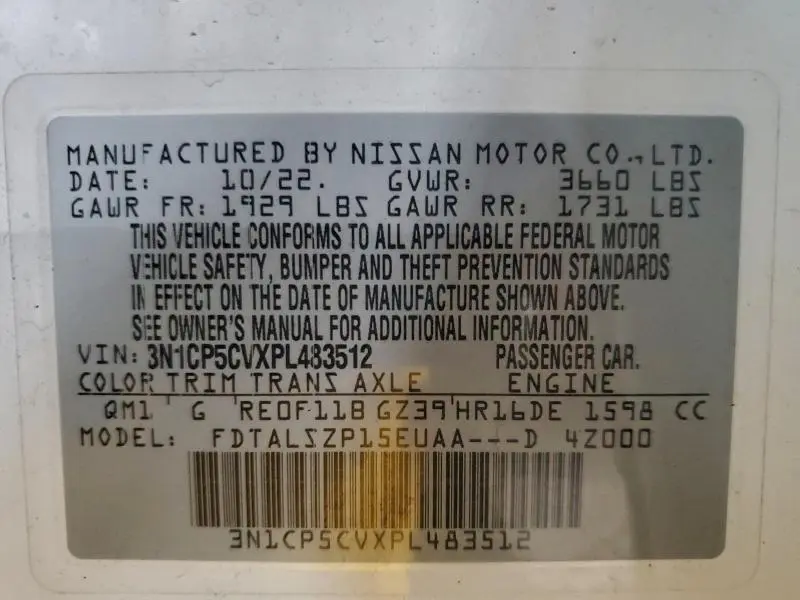 MANUFACTURED BY NISSAN MOTOR CO., LTD.
DATE: 10/22. GVWR: 3660 LBS
GAWR FR: 1929 LBS GAWR RR: 1731 LBS
THIS VEHICLE CONFORMS TO ALL APPLICABLE FEDERAL MOTOR
VEHICLE SAFETY, BUMPER AND THEFT PREVENTION STANDARDS
IN EFFECT ON THE DATE OF MANUFACTURE SHOWN ABOVE.
SEE OWNER'S MANUAL FOR ADDITIONAL INFORMATION.
VIN: 3N1CP5CVXPL483512 PASSENGER CAR.
COLOR TRIM TRANS AXLE ENGINE
QM1 G RE0F11B GZ39 HR16DE 1598 CC
MODEL: FDTALSZP15EUAA---D 4Z000
3N1CP5CVXPL483512